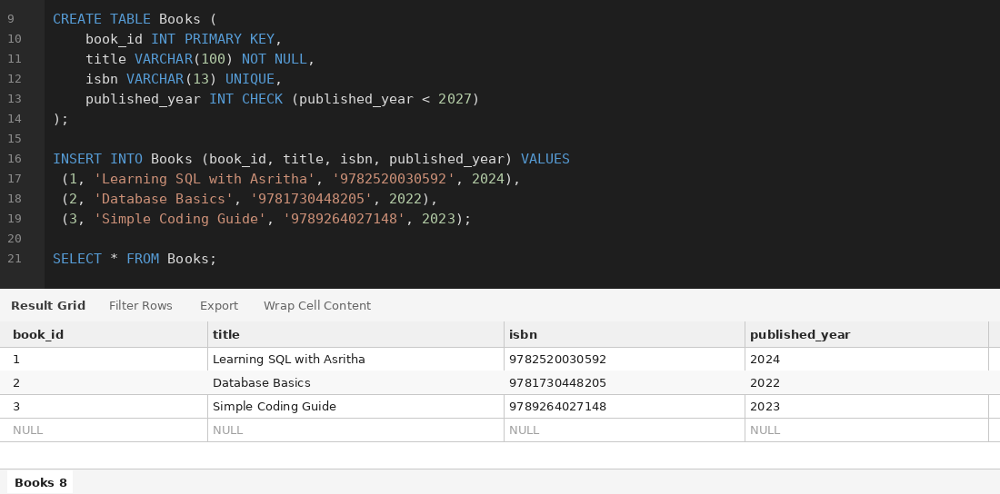 9 CREATE TABLE Books (
10 book_id INT PRIMARY KEY,
11 title VARCHAR(100) NOT NULL,
12 isbn VARCHAR(13) UNIQUE,
13 published_year INT CHECK (published_year < 2027)
14 );
15
16 INSERT INTO Books (book_id, title, isbn, published_year) VALUES
17 (1, 'Learning SQL with Asritha', '9782520030592', 2024),
18 (2, 'Database Basics', '9781730448205', 2022),
19 (3, 'Simple Coding Guide', '9789264027148', 2023);
20
21 SELECT * FROM Books;
Result Grid Filter Rows Export Wrap Cell Content
book_id title isbn published_year
1 Learning SQL with Asritha 9782520030592 2024
2 Database Basics 9781730448205 2022
3 Simple Coding Guide 9789264027148 2023
NULL NULL NULL NULL
Books 8